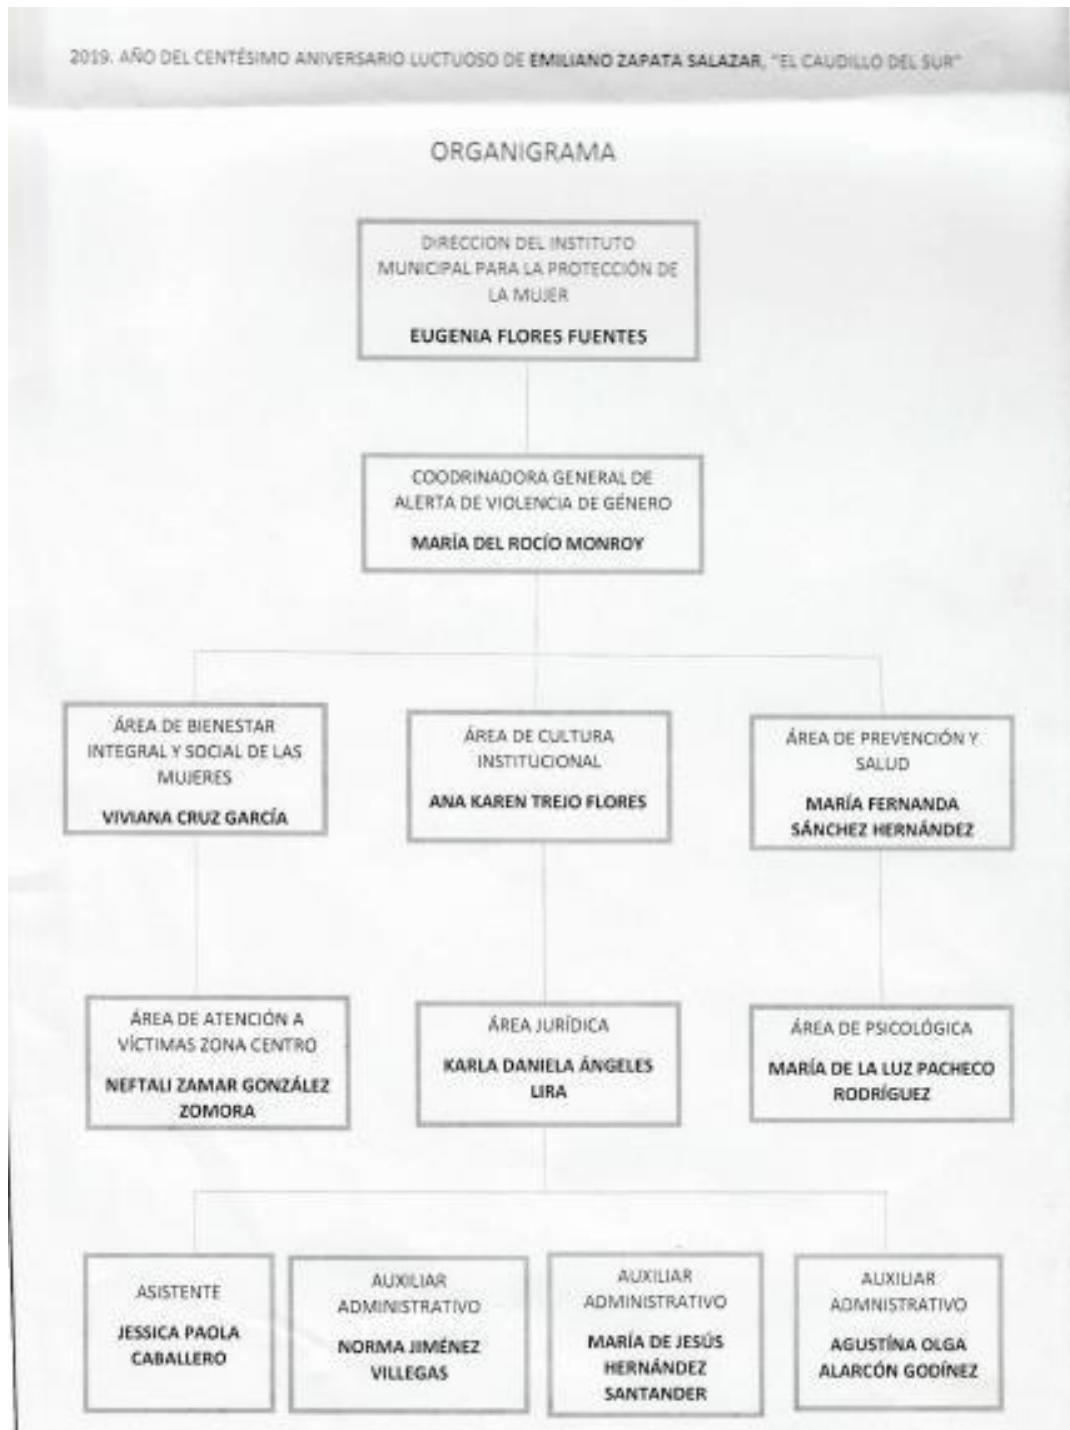 2019. AÑO DEL CENTÉSIMO ANIVERSARIO LUCTUOSO DE EMILIANO ZAPATA SALAZAR, "EL CAUDILLO DEL SUR"
ORGANIGRAMA
DIRECCION DEL INSTITUTO
MUNICIPAL PARA LA PROTECCIÓN DE
LA MUJER
EUGENIA FLORES FUENTES
COODRINADORA GENERAL DE
ALERTA DE VIOLENCIA DE GÉNERO
MARÍA DEL ROCÍO MONROY
ÁREA DE BIENESTAR
INTEGRAL Y SOCIAL DE LAS
MUJERES
VIVIANA CRUZ GARCÍA
ÁREA DE CULTURA
INSTITUCIONAL
ANA KAREN TREJO FLORES
ÁREA DE PREVENCIÓN Y
SALUD
MARÍA FERNANDA
SÁNCHEZ HERNÁNDEZ
ÁREA DE ATENCIÓN A
VÍCTIMAS ZONA CENTRO
NEFTALI ZAMAR GONZÁLEZ
ZOMORA
ÁREA JURÍDICA
KARLA DANIELA ÁNGELES
LIRA
ÁREA DE PSICOLÓGICA
MARÍA DE LA LUZ PACHECO
RODRÍGUEZ
ASISTENTE
JESSICA PAOLA
CABALLERO
AUXILIAR
ADMINISTRATIVO
NORMA JIMÉNEZ
VILLEGAS
AUXILIAR
ADMINISTRATIVO
MARÍA DE JESÚS
HERNÁNDEZ
SANTANDER
AUXILIAR
ADMNISTRATIVO
AGUSTÍNA OLGA
ALARCÓN GODÍNEZ